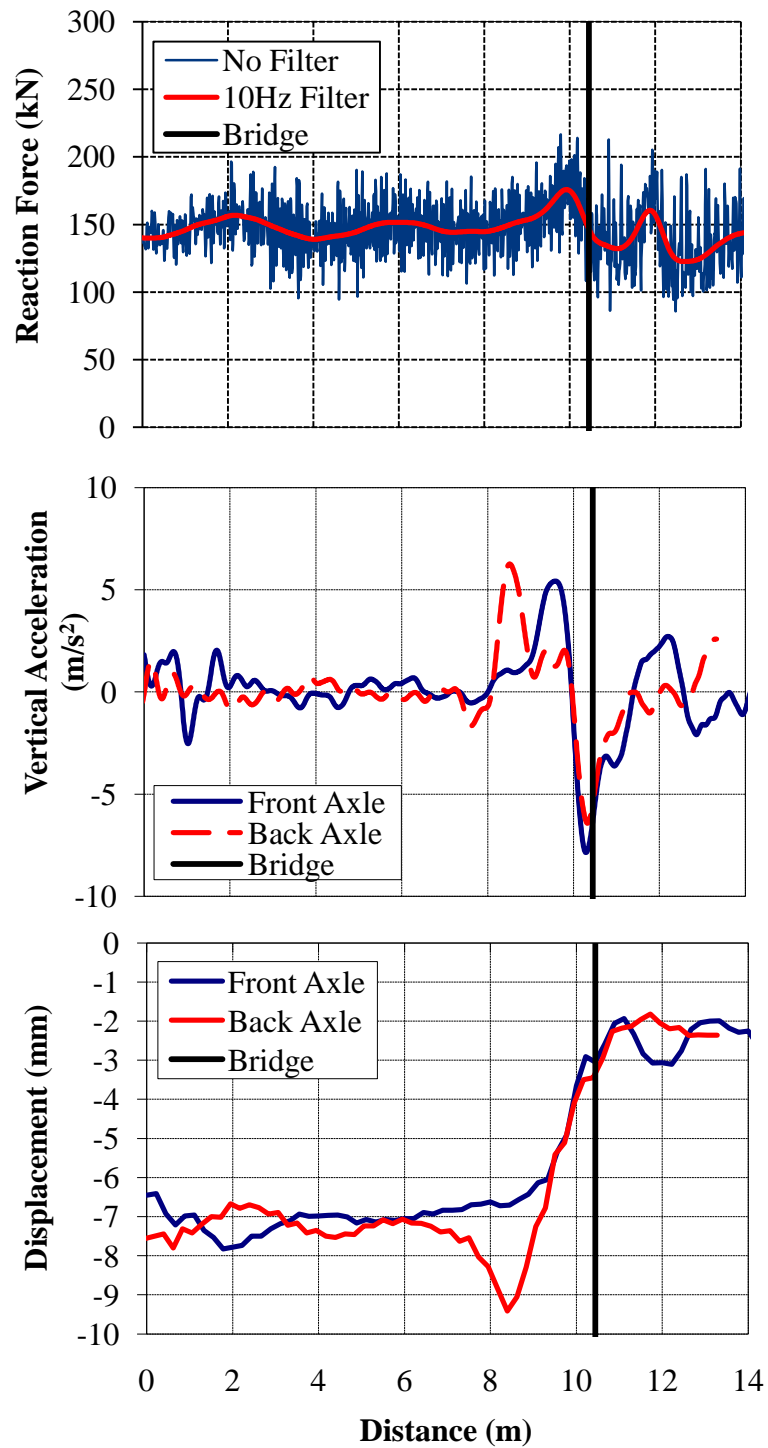 300
250
200
150
100
50
0
Reaction Force (kN)
No Filter
10Hz Filter
Bridge
10
5
0
-5
-10
Vertical Acceleration
(m/s²)
Front Axle
Back Axle
Bridge
0
-1
-2
-3
-4
-5
-6
-7
-8
-9
-10
Displacement (mm)
Front Axle
Back Axle
Bridge
0 2 4 6 8 10 12 14
Distance (m)